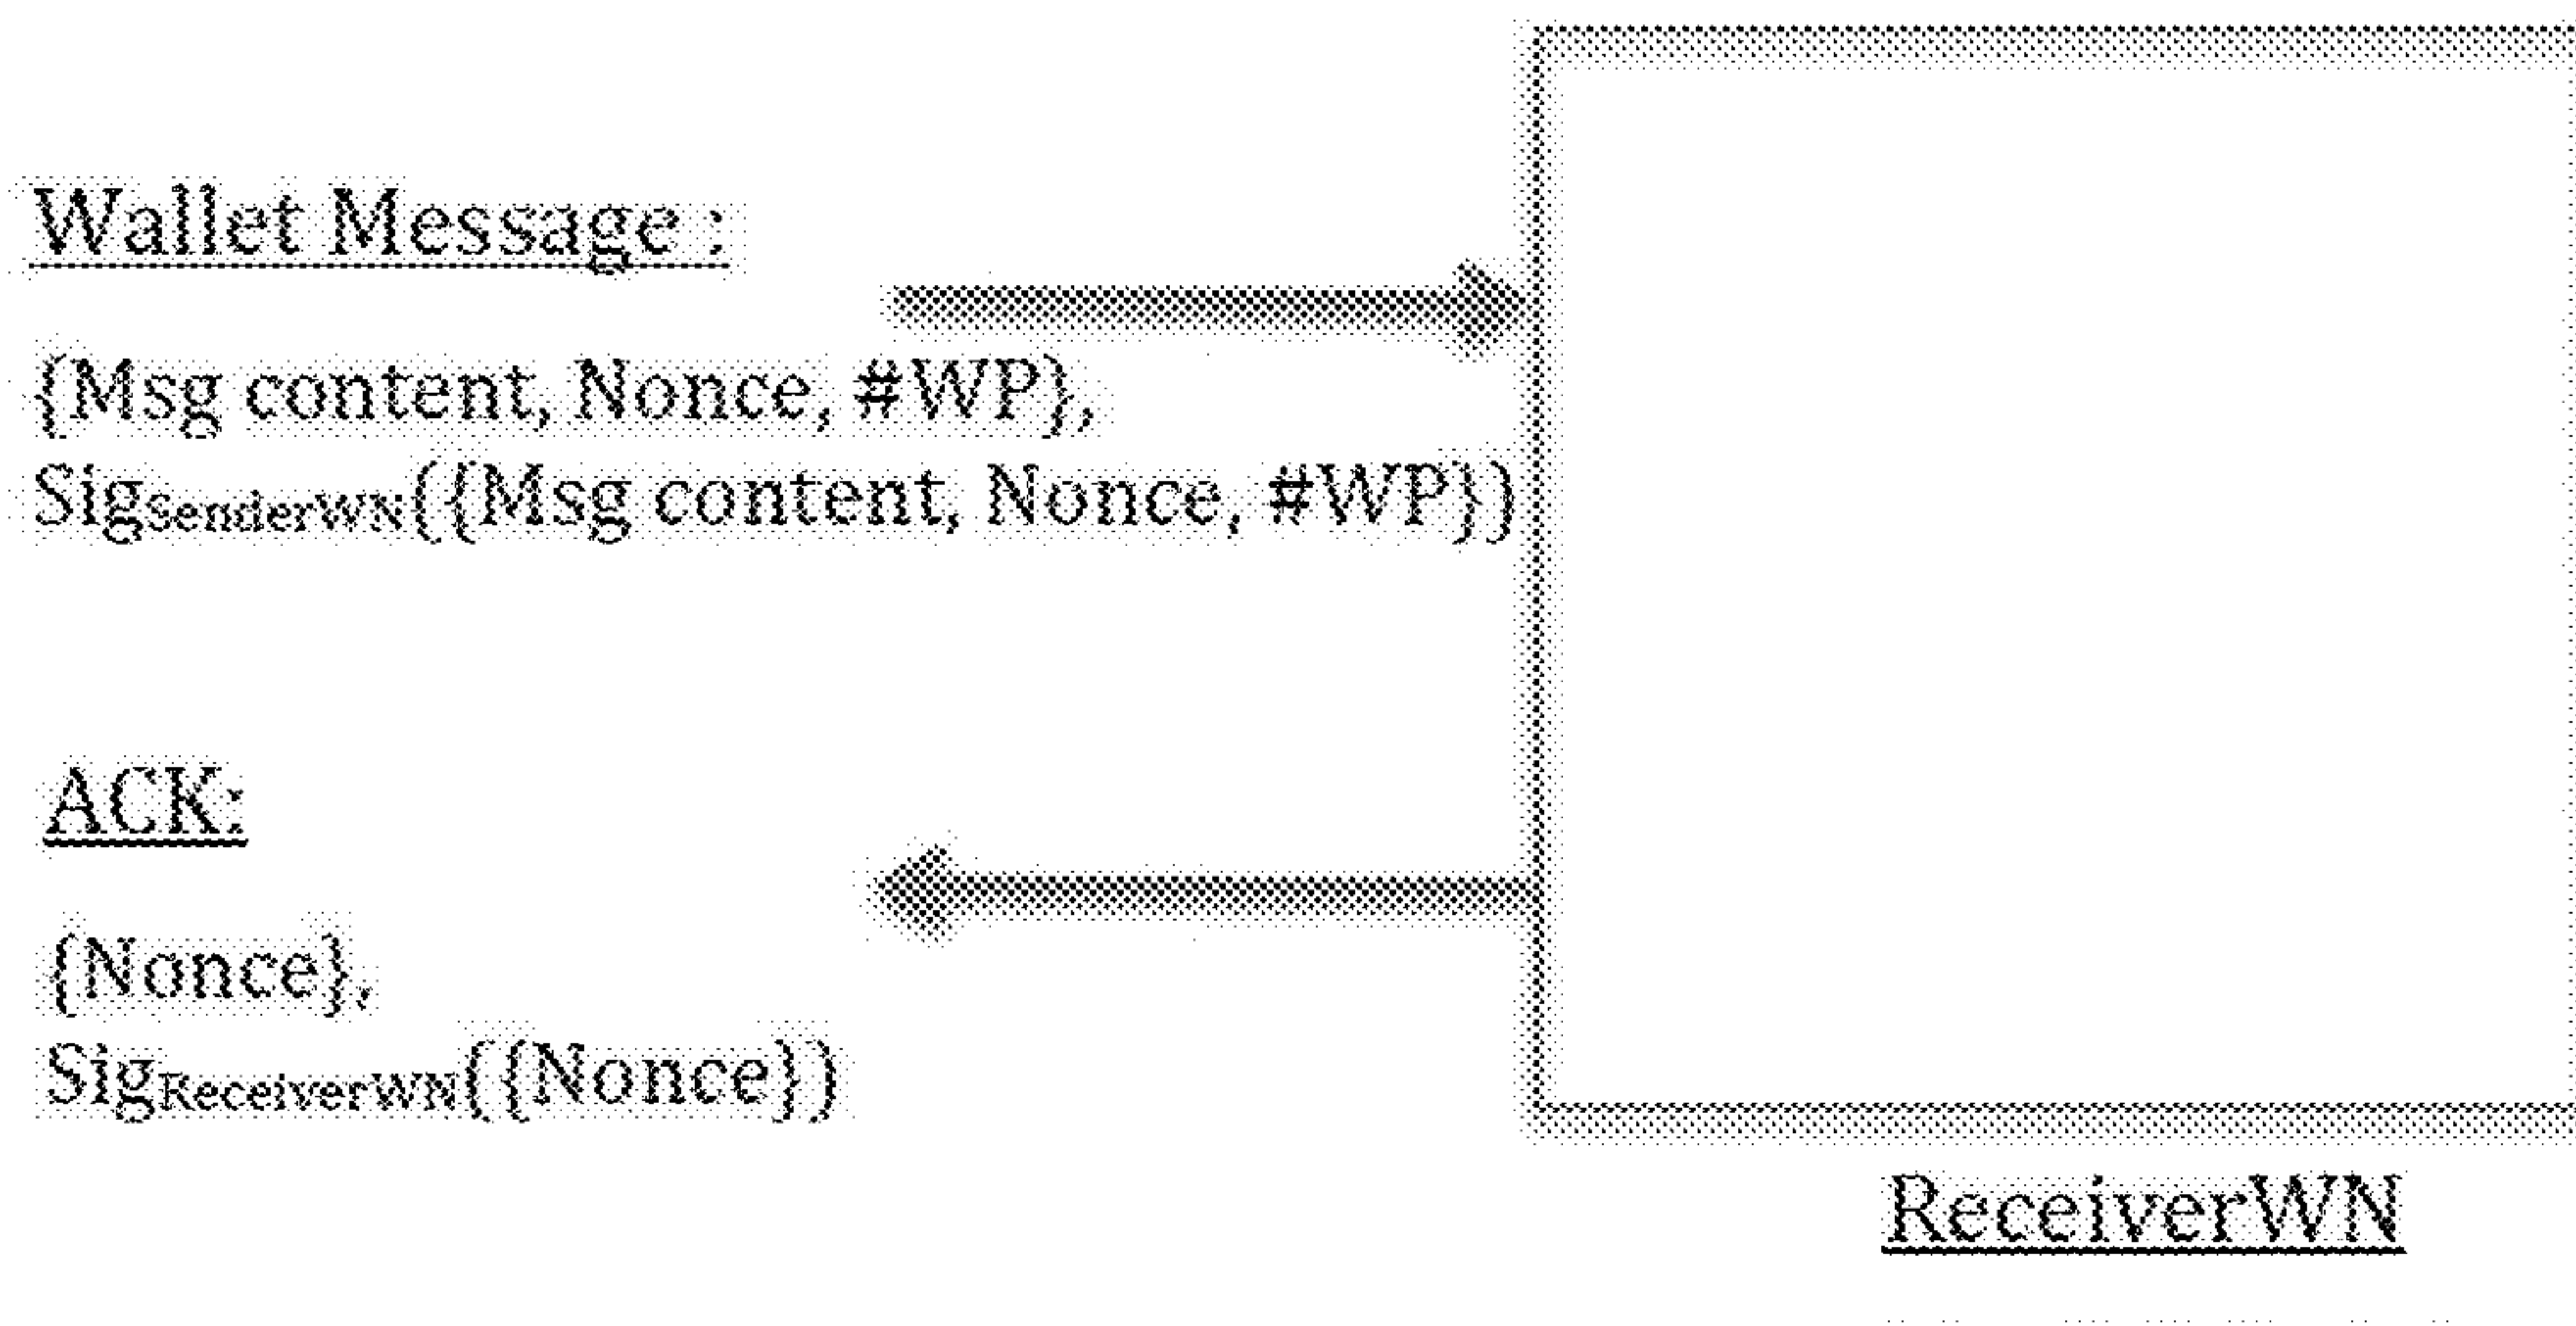 Wallet Message :
{Msg content, Nonce, #WP},
SigSenderWN({Msg content, Nonce, #WP})
ACK:
{Nonce},
SigReceiverWN({Nonce})
ReceiverWN